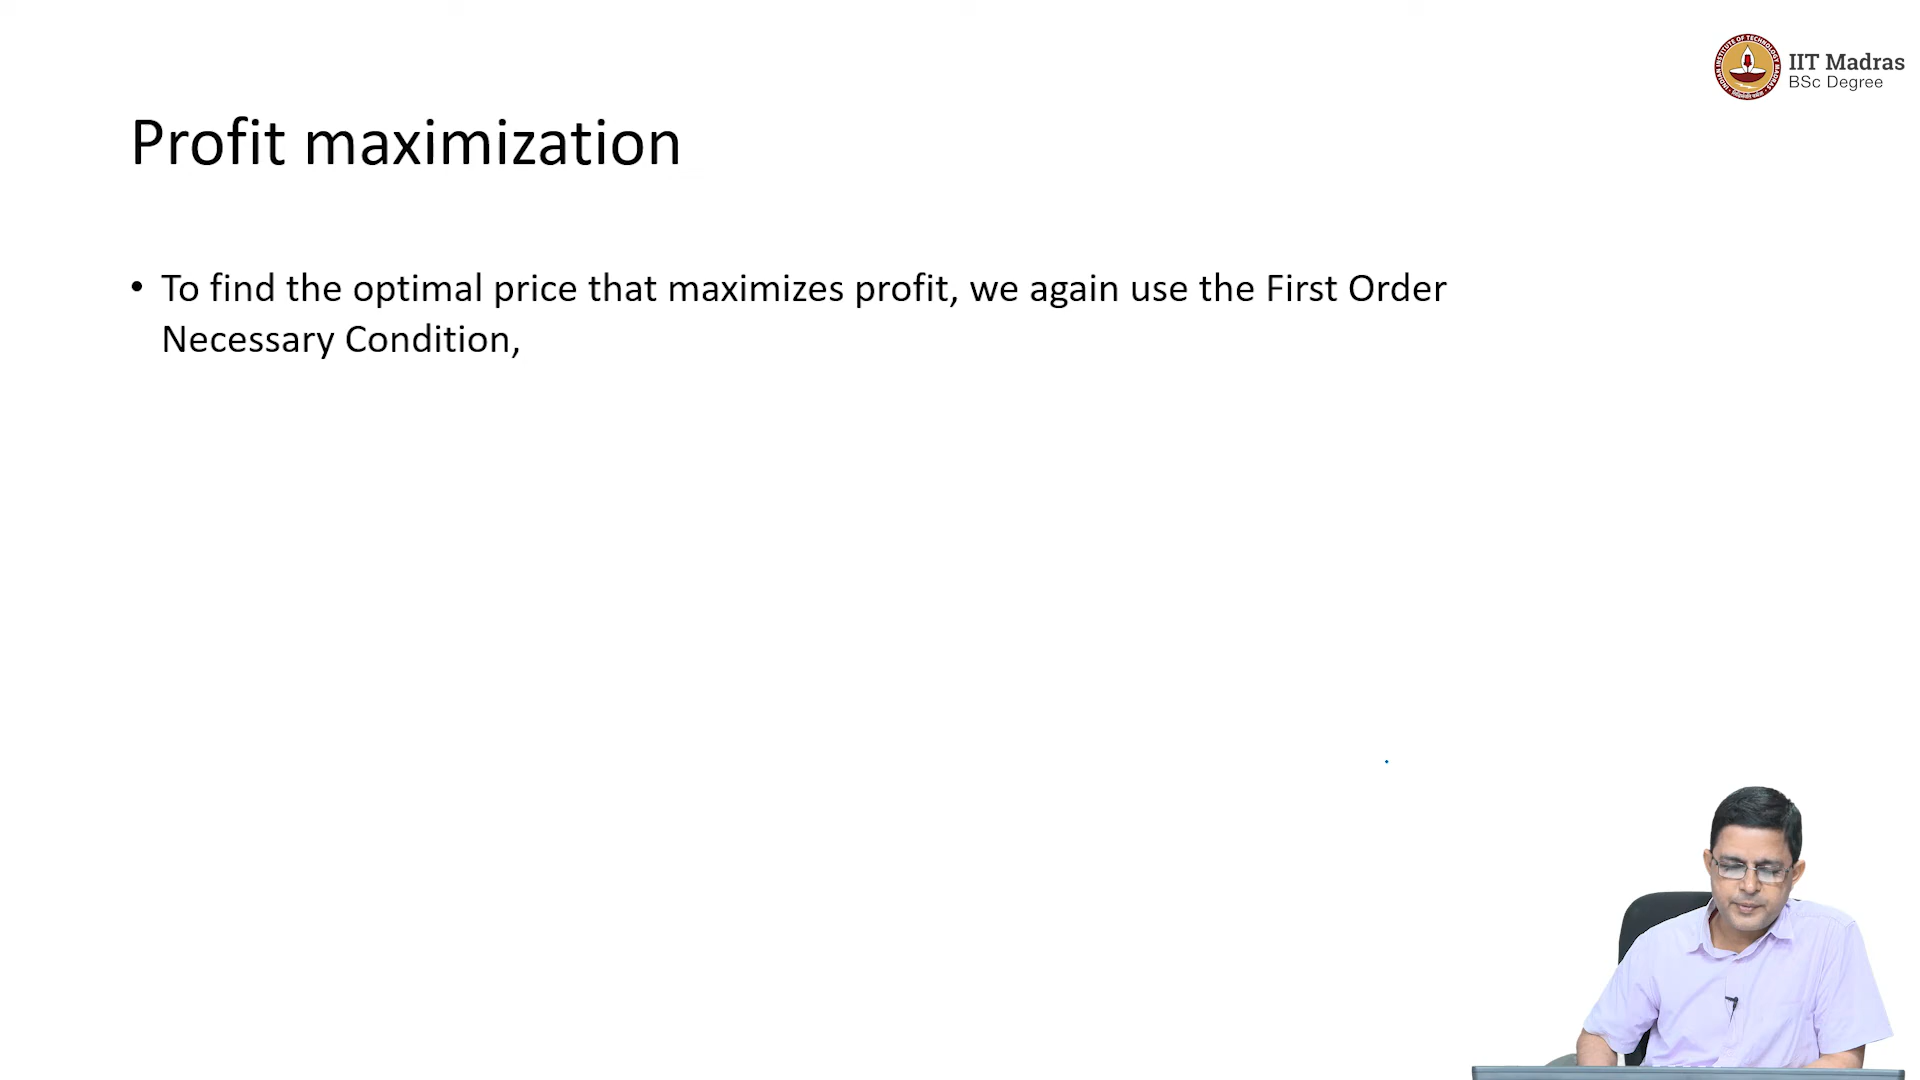 IIT Madras
BSc Degree
Profit maximization
• To find the optimal price that maximizes profit, we again use the First Order
Necessary Condition,